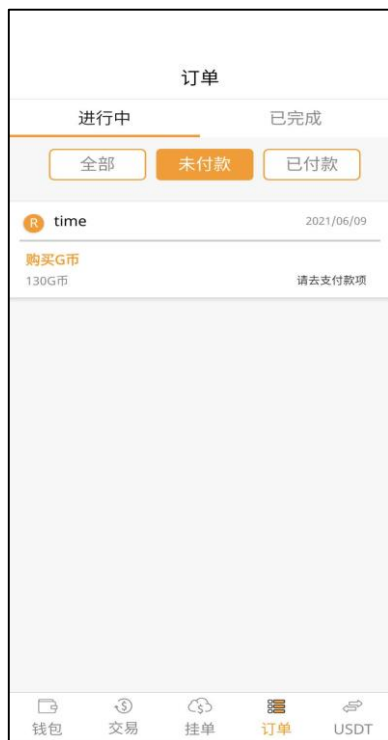 订单
进行中 已完成
全部 未付款 已付款
R time 2021/06/09
购买G币
130G币 请去支付款项
钱包 交易 挂单 订单 USDT